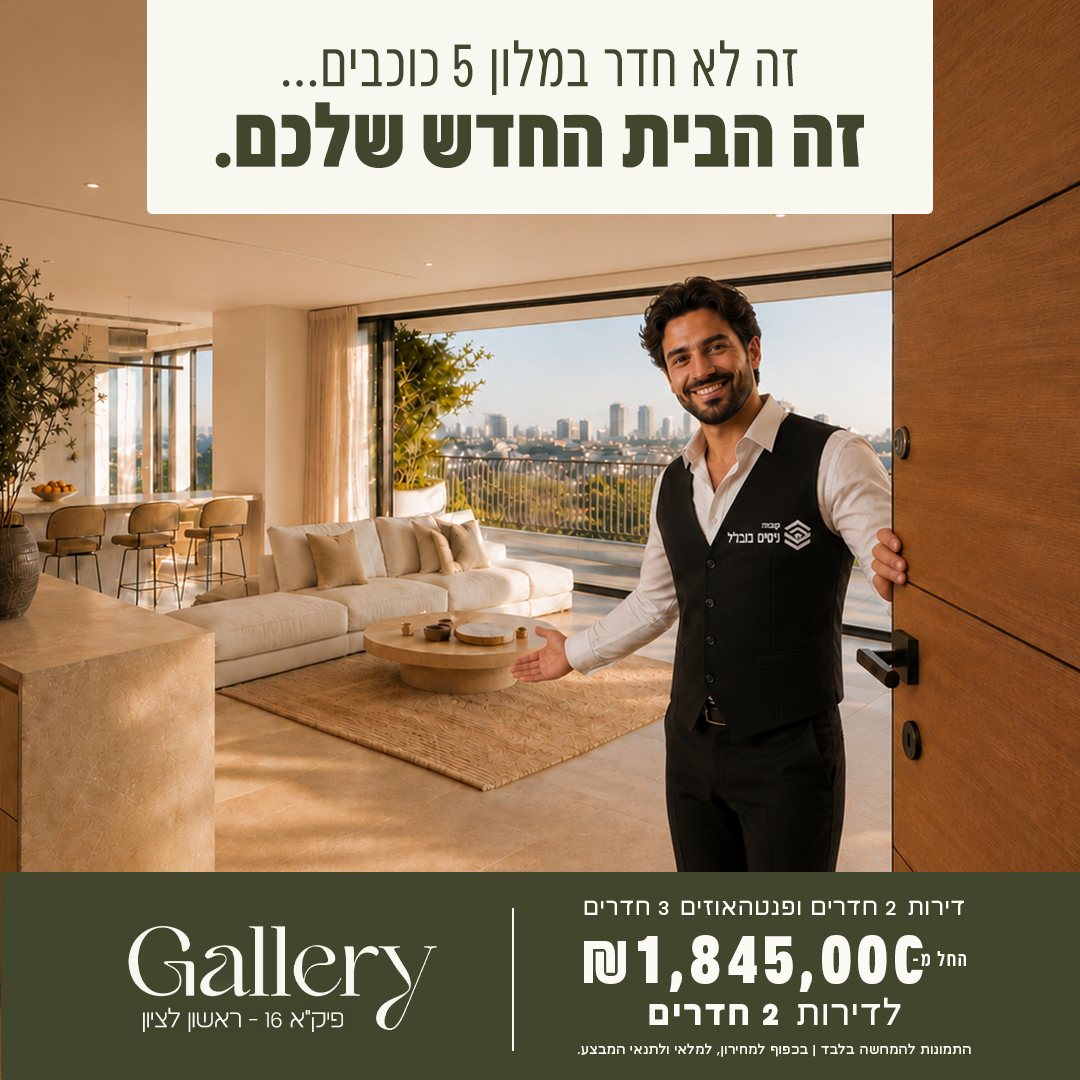 זה לא חדר במלון 5 כוכבים...
זה הבית החדש שלכם.
קבוצת
ניסים בובליל
דירות 2 חדרים ופנטהאוזים 3 חדרים
החל מ-1,845,000₪
לדירות 2 חדרים
התמונות להמחשה בלבד | בכפוף למחירון, למלאי ולתנאי המבצע.
Gallery
פיק"א 16 - ראשון לציון